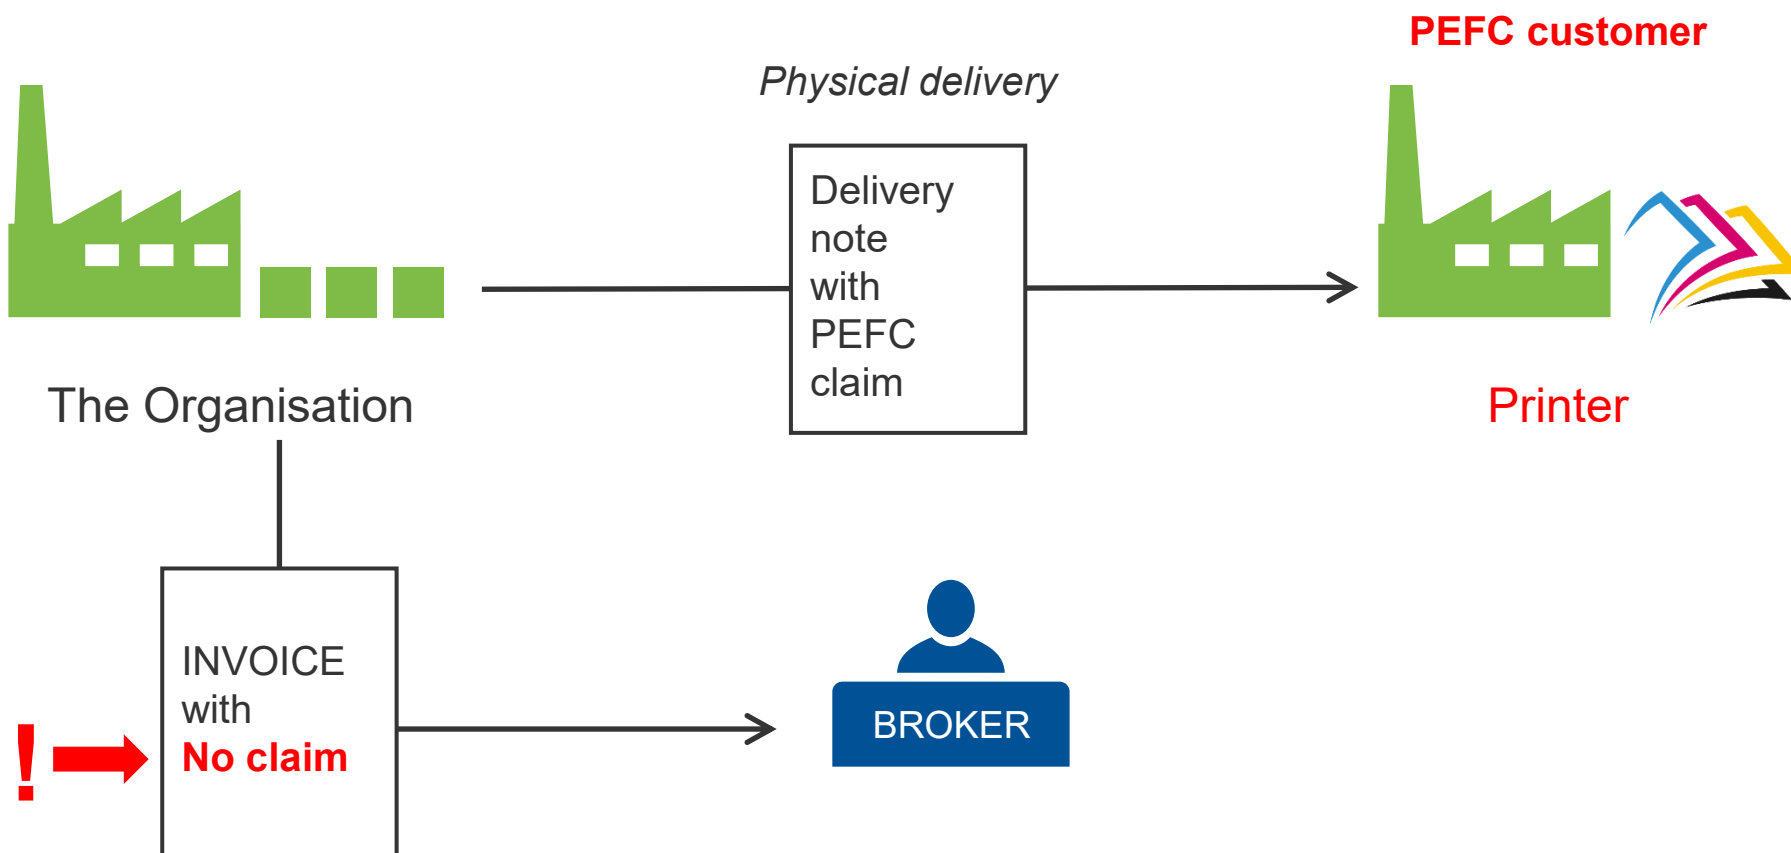 PEFC customer
Physical delivery
Delivery
note
with
PEFC
claim
The Organisation
Printer
INVOICE
with
No claim
!
BROKER